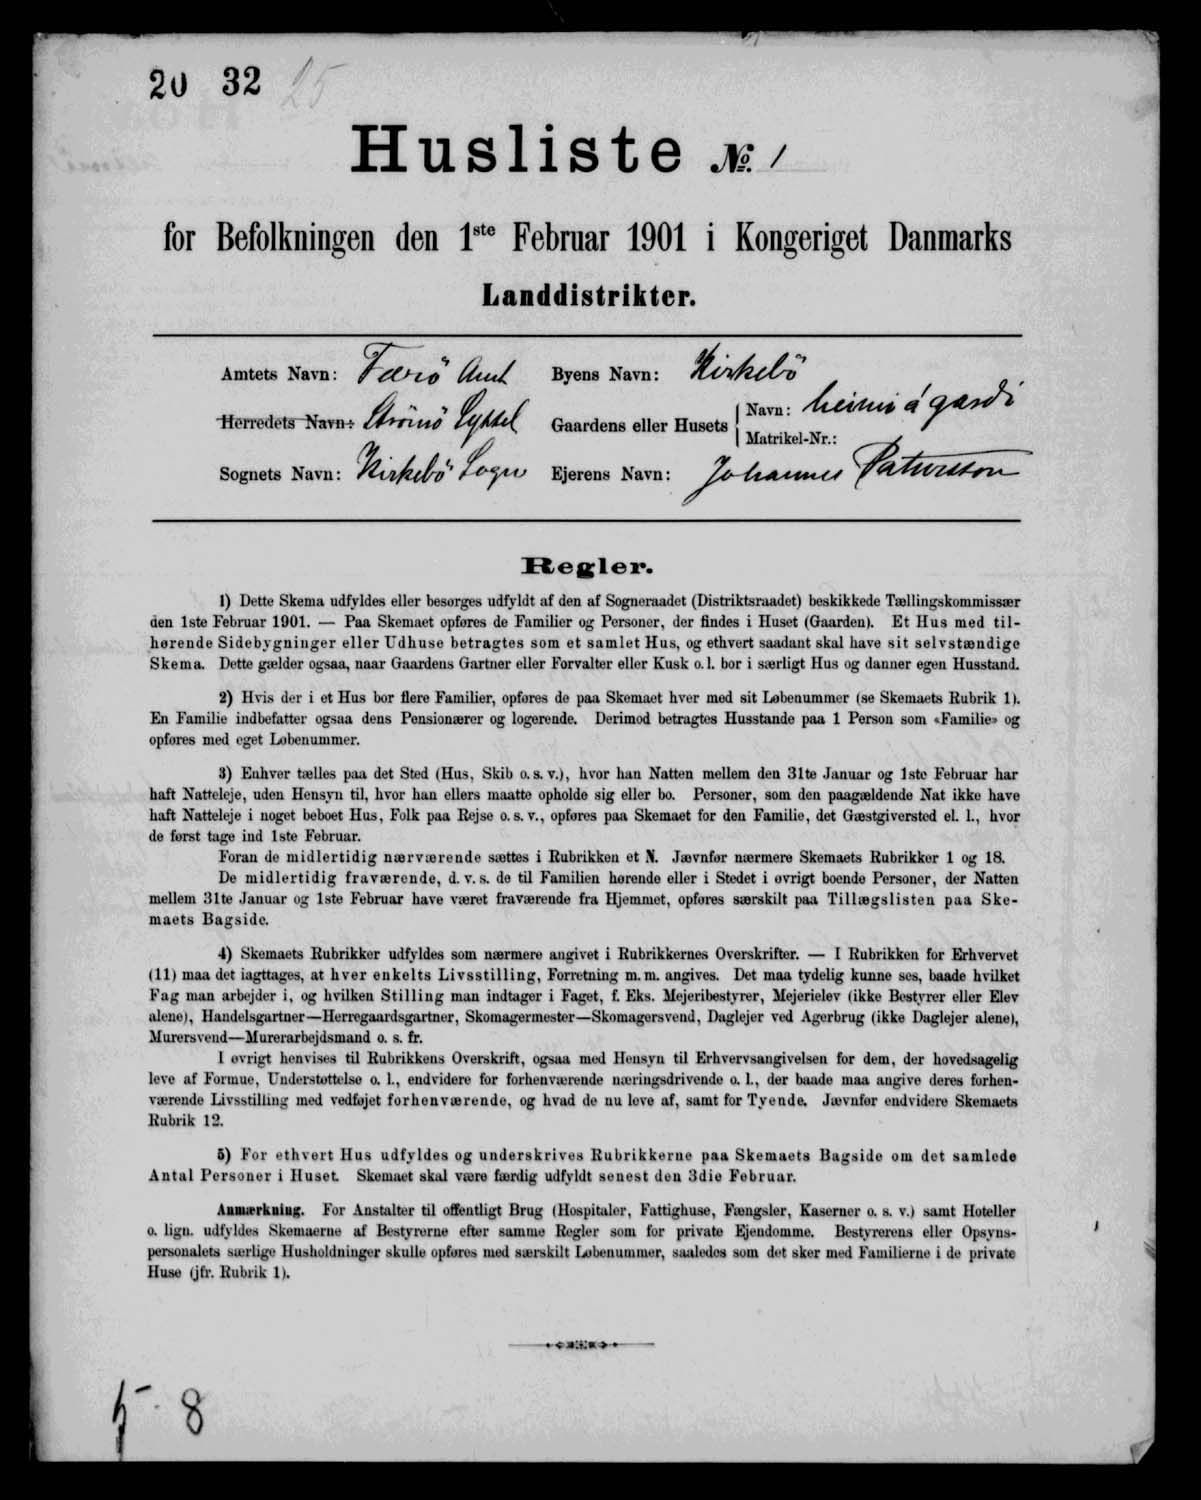 20 32 25
Husliste No. 1
for Befolkningen den 1ste Februar 1901 i Kongeriget Danmarks
Landdistrikter.
Amtets Navn: Færö Amt Byens Navn: Kirkebö
Herredets Navn: Strömö Syssel Gaardens eller Husets Navn: heimi á gardi
Matrikel-Nr.:
Sognets Navn: Kirkebö Sogn Ejerens Navn: Johannes Patursson
Regler.
1) Dette Skema udfyldes eller besørges udfyldt af den af Sogneraadet (Distriktsraadet) beskikkede Tællingskommissær
den 1ste Februar 1901. — Paa Skemaet opføres de Familier og Personer, der findes i Huset (Gaarden). Et Hus med til-
hørende Sidebygninger eller Udhuse betragtes som et samlet Hus, og ethvert saadant skal have sit selvstændige
Skema. Dette gælder ogsaa, naar Gaardens Gartner eller Forvalter eller Kusk o. l. bor i særligt Hus og danner egen Husstand.
2) Hvis der i et Hus bor flere Familier, opføres de paa Skemaet hver med sit Løbenummer (se Skemaets Rubrik 1).
En Familie indbefatter ogsaa dens Pensionærer og logerende. Derimod betragtes Husstande paa 1 Person som «Familie» og
opføres med eget Løbenummer.
3) Enhver tælles paa det Sted (Hus, Skib o. s. v.), hvor han Natten mellem den 31te Januar og 1ste Februar har
haft Natteleje, uden Hensyn til, hvor han ellers maatte opholde sig eller bo. Personer, som den paagældende Nat ikke have
haft Natteleje i noget beboet Hus, Folk paa Rejse o. s. v., opføres paa Skemaet for den Familie, det Gæstgiversted el. l., hvor
de først tage ind 1ste Februar.
Foran de midlertidig nærværende sættes i Rubrikken et N. Jævnfør nærmere Skemaets Rubrikker 1 og 18.
De midlertidig fraværende, d. v. s. de til Familien hørende eller i Stedet i øvrigt boende Personer, der Natten
mellem 31te Januar og 1ste Februar have været fraværende fra Hjemmet, opføres særskilt paa Tillægslisten paa Ske-
maets Bagside.
4) Skemaets Rubrikker udfyldes som nærmere angivet i Rubrikkernes Overskrifter. — I Rubrikken for Erhvervet
(11) maa det iagttages, at hver enkelts Livsstilling, Forretning m. m. angives. Det maa tydelig kunne ses, baade hvilket
Fag man arbejder i, og hvilken Stilling man indtager i Faget, f. Eks. Mejeribestyrer, Mejerielev (ikke Bestyrer eller Elev
alene), Handelsgartner—Herregaardsgartner, Skomagermester—Skomagersvend, Daglejer ved Agerbrug (ikke Daglejer alene),
Murersvend—Murerarbejdsmand o. s. fr.
I øvrigt henvises til Rubrikkens Overskrift, ogsaa med Hensyn til Erhvervsangivelsen for dem, der hovedsagelig
leve af Formue, Understøttelse o. l., endvidere for forhenværende næringsdrivende o. l., der baade maa angive deres forhen-
værende Livsstilling med vedføjet forhenværende, og hvad de nu leve af, samt for Tyende. Jævnfør endvidere Skemaets
Rubrik 12.
5) For ethvert Hus udfyldes og underskrives Rubrikkerne paa Skemaets Bagside om det samlede
Antal Personer i Huset. Skemaet skal være færdig udfyldt senest den 3die Februar.
Anmærkning. For Anstalter til offentligt Brug (Hospitaler, Fattighuse, Fængsler, Kaserner o. s. v.) samt Hoteller
o. lign. udfyldes Skemaerne af Bestyrerne efter samme Regler som for private Ejendomme. Bestyrerens eller Opsyns-
personalets særlige Husholdninger skulle opføres med særskilt Løbenummer, saaledes som det sker med Familierne i de private
Huse (jfr. Rubrik 1).
5 - 8